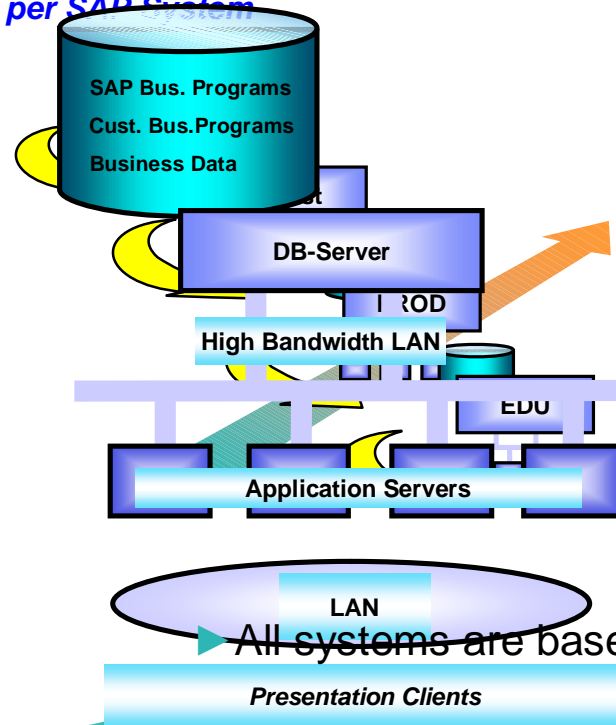 per SAP System
SAP Bus. Programs
Cust. Bus.Programs
Business Data
DB-Server
High Bandwidth LAN
EDU
Application Servers
LAN
All systems are base
Presentation Clients